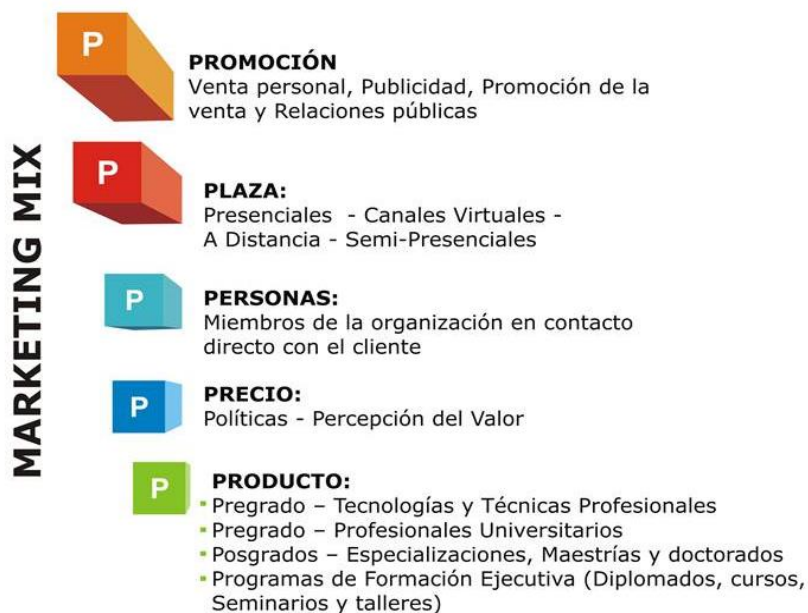 MARKETING MIX
P
PROMOCIÓN
Venta personal, Publicidad, Promoción de la
venta y Relaciones públicas
P
PLAZA:
Presenciales - Canales Virtuales -
A Distancia - Semi-Presenciales
P
PERSONAS:
Miembros de la organización en contacto
directo con el cliente
P
PRECIO:
Políticas - Percepción del Valor
P
PRODUCTO:
▪ Pregrado – Tecnologías y Técnicas Profesionales
▪ Pregrado – Profesionales Universitarios
▪ Posgrados – Especializaciones, Maestrías y doctorados
▪ Programas de Formación Ejecutiva (Diplomados, cursos,
Seminarios y talleres)